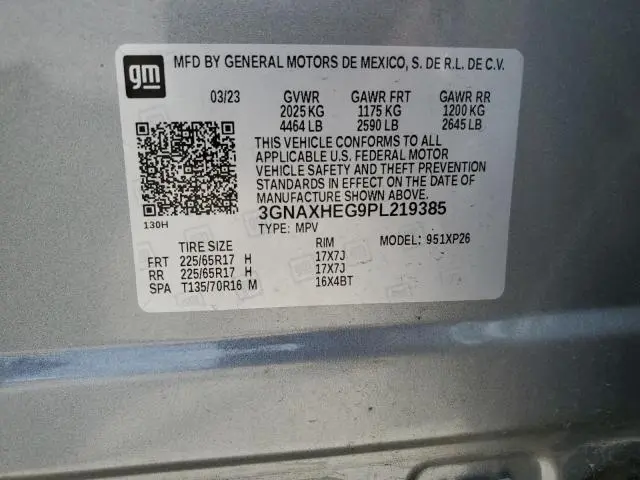 gm
MFD BY GENERAL MOTORS DE MEXICO, S. DE R.L. DE C.V.
03/23 GVWR GAWR FRT GAWR RR
2025 KG 1175 KG 1200 KG
4464 LB 2590 LB 2645 LB
THIS VEHICLE CONFORMS TO ALL
APPLICABLE U.S. FEDERAL MOTOR
VEHICLE SAFETY AND THEFT PREVENTION
STANDARDS IN EFFECT ON THE DATE OF
MANUFACTURE SHOWN ABOVE.
3GNAXHEG9PL219385
130H
TYPE: MPV
TIRE SIZE RIM MODEL: 951XP26
FRT 225/65R17 H 17X7J
RR 225/65R17 H 17X7J
SPA T135/70R16 M 16X4BT